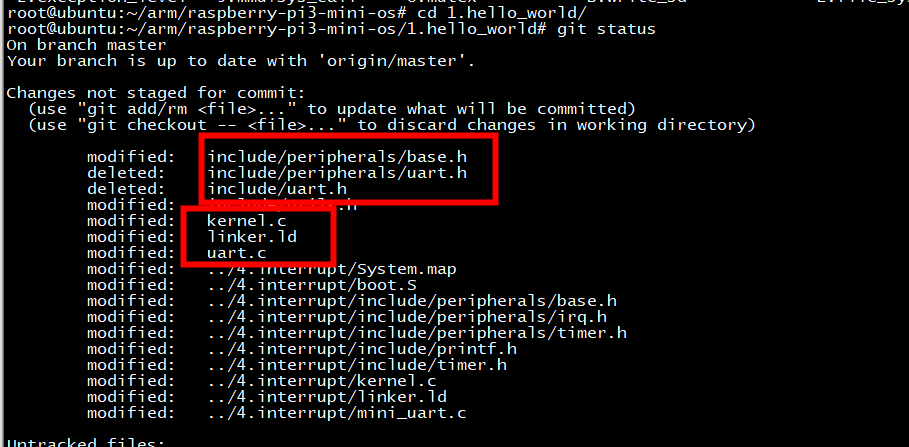 root@ubuntu:~/arm/raspberry-pi3-mini-os# cd 1.hello_world/
root@ubuntu:~/arm/raspberry-pi3-mini-os/1.hello_world# git status
On branch master
Your branch is up to date with 'origin/master'.
Changes not staged for commit:
(use "git add/rm <file>..." to update what will be committed)
(use "git checkout -- <file>..." to discard changes in working directory)
modified: include/peripherals/base.h
deleted: include/peripherals/uart.h
deleted: include/uart.h
modified:
modified: kernel.c
modified: linker.ld
modified: uart.c
modified: ../4.interrupt/System.map
modified: ../4.interrupt/boot.S
modified: ../4.interrupt/include/peripherals/base.h
modified: ../4.interrupt/include/peripherals/irq.h
modified: ../4.interrupt/include/peripherals/timer.h
modified: ../4.interrupt/include/printf.h
modified: ../4.interrupt/include/timer.h
modified: ../4.interrupt/kernel.c
modified: ../4.interrupt/linker.ld
modified: ../4.interrupt/mini_uart.c
Untracked files: